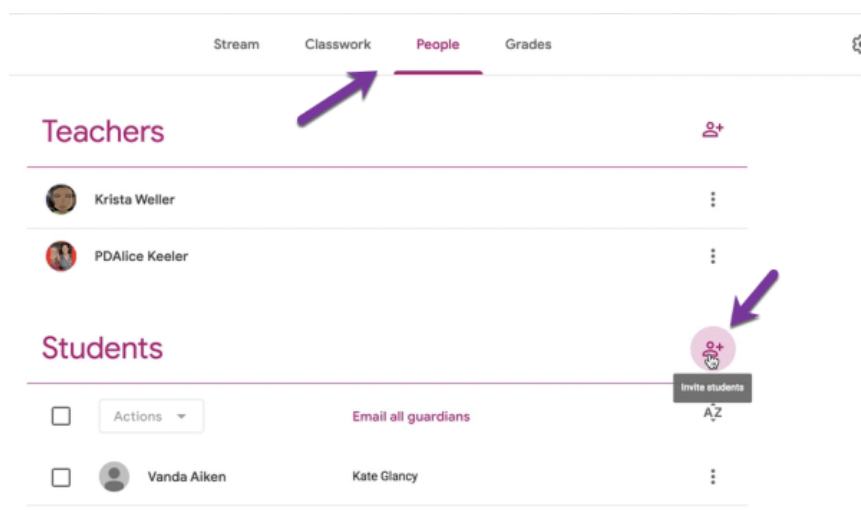 Stream Classwork People Grades
Teachers
Krista Weller
PDAlice Keeler
Students
Invite students
Actions Email all guardians AZ
Vanda Aiken Kate Glancy